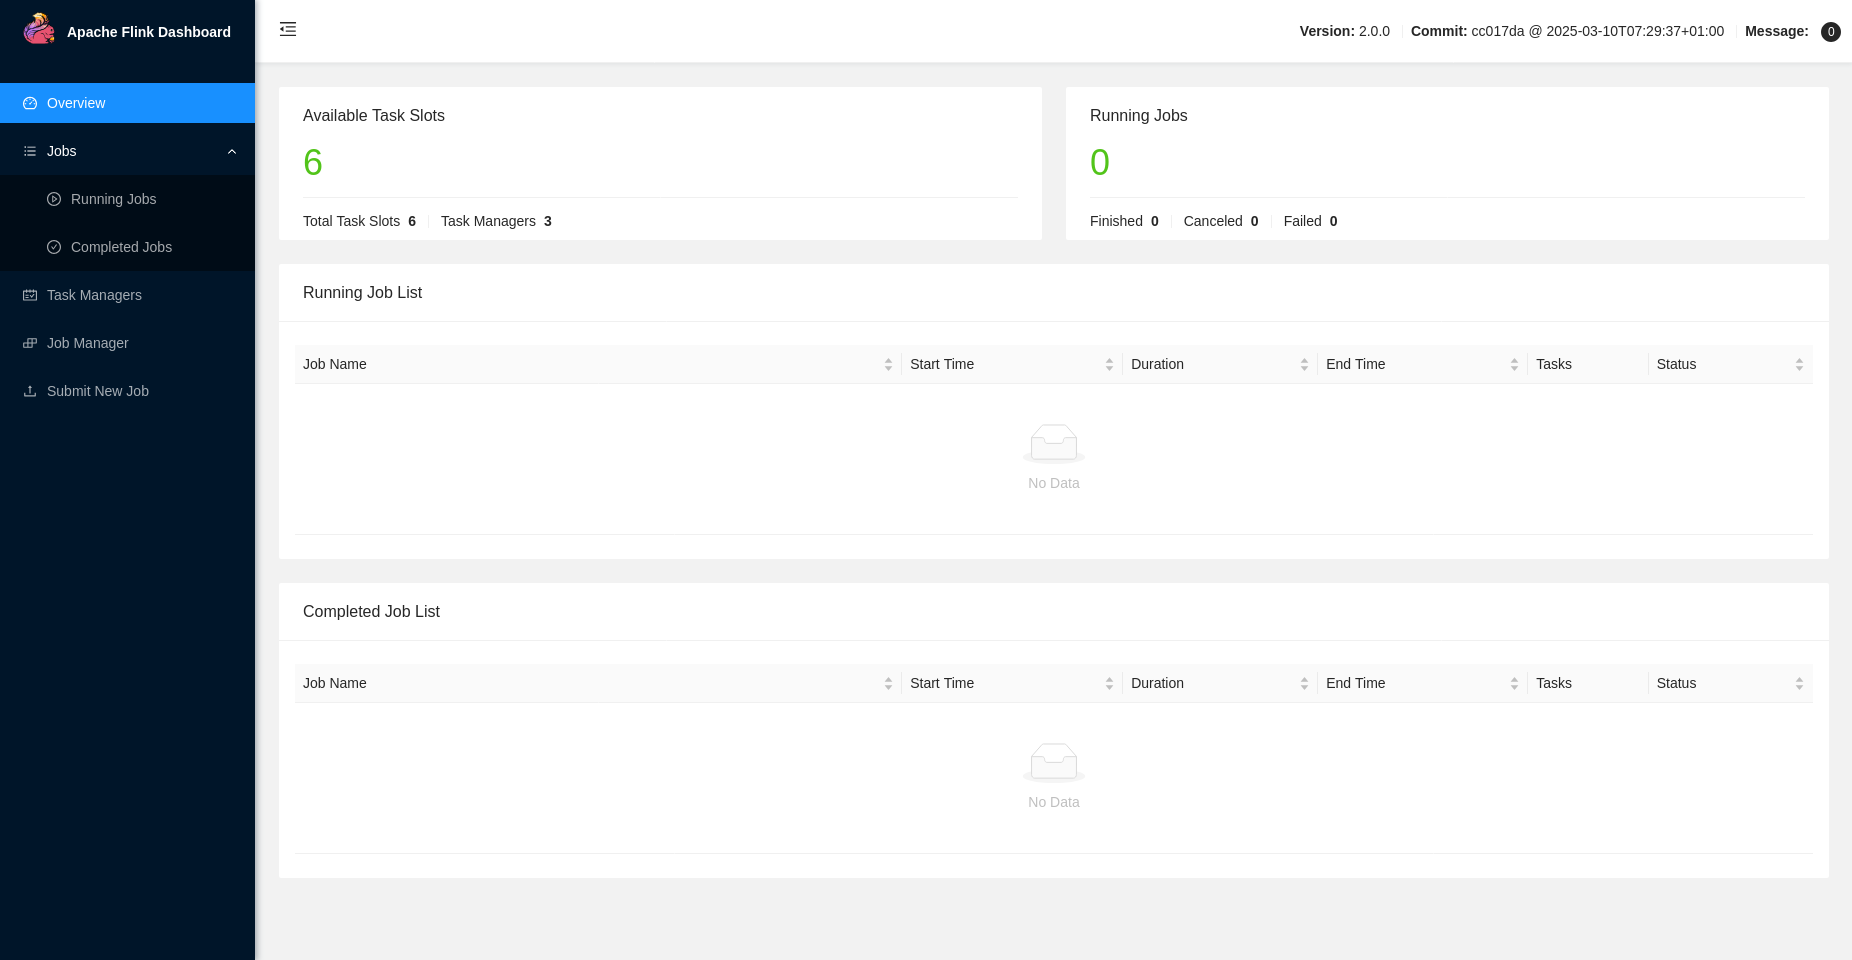 Apache Flink Dashboard
Version: 2.0.0 Commit: cc017da @ 2025-03-10T07:29:37+01:00 Message: 0
Overview
Jobs
Running Jobs
Completed Jobs
Task Managers
Job Manager
Submit New Job
Available Task Slots
6
Total Task Slots 6 Task Managers 3
Running Jobs
0
Finished 0 Canceled 0 Failed 0
Running Job List
Job Name Start Time Duration End Time Tasks Status
No Data
Completed Job List
Job Name Start Time Duration End Time Tasks Status
No Data